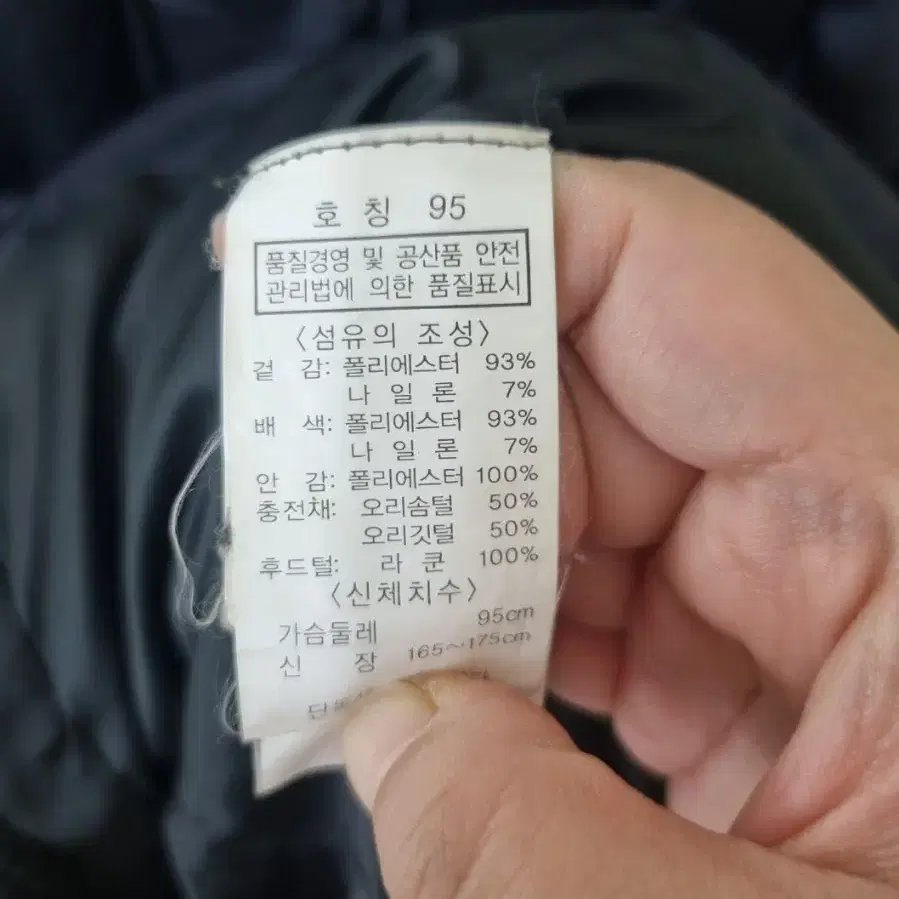 호 칭 95
품질경영 및 공산품 안전
관리법에 의한 품질표시
<섬유의 조성>
겉 감: 폴리에스터 93%
나 일 론 7%
배 색: 폴리에스터 93%
나 일 론 7%
안 감: 폴리에스터 100%
충전채: 오리솜털 50%
오리깃털 50%
후드털: 라 쿤 100%
<신체치수>
가슴둘레 95cm
신 장 165~175cm